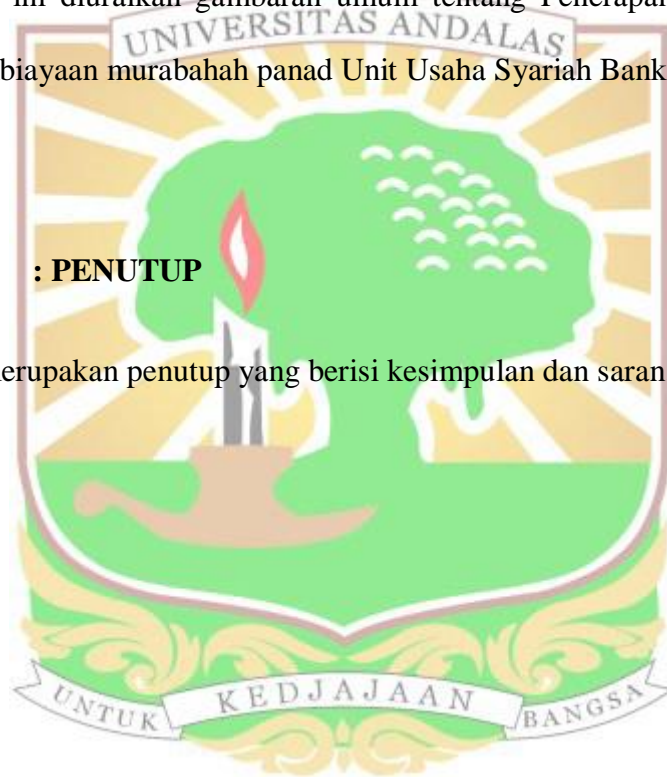 ini diuraikan gambaran umum tentang Penerapan
UNIVERSITAS ANDALAS
biayaan murabahah panad Unit Usaha Syariah Bank
: PENUTUP
erupakan penutup yang berisi kesimpulan dan saran
UNTUK KEDJAJAAN BANGSA